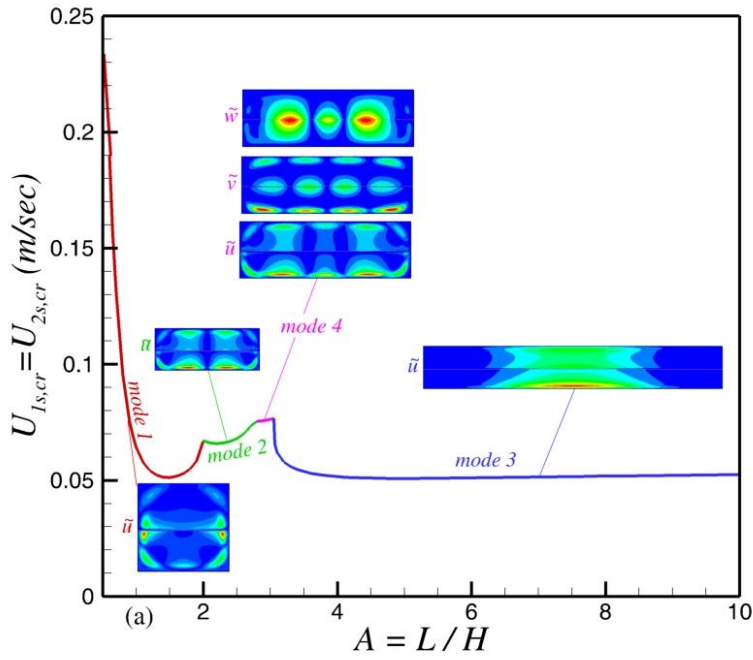 0.25
0.2
0.15
0.1
0.05
0
U1s,cr=U2s,cr (m/sec)
w̃
ṽ
ũ
mode 4
ũ
mode 2
mode 1
ũ
ũ
mode 3
(a)
2
4
6
8
10
A = L / H